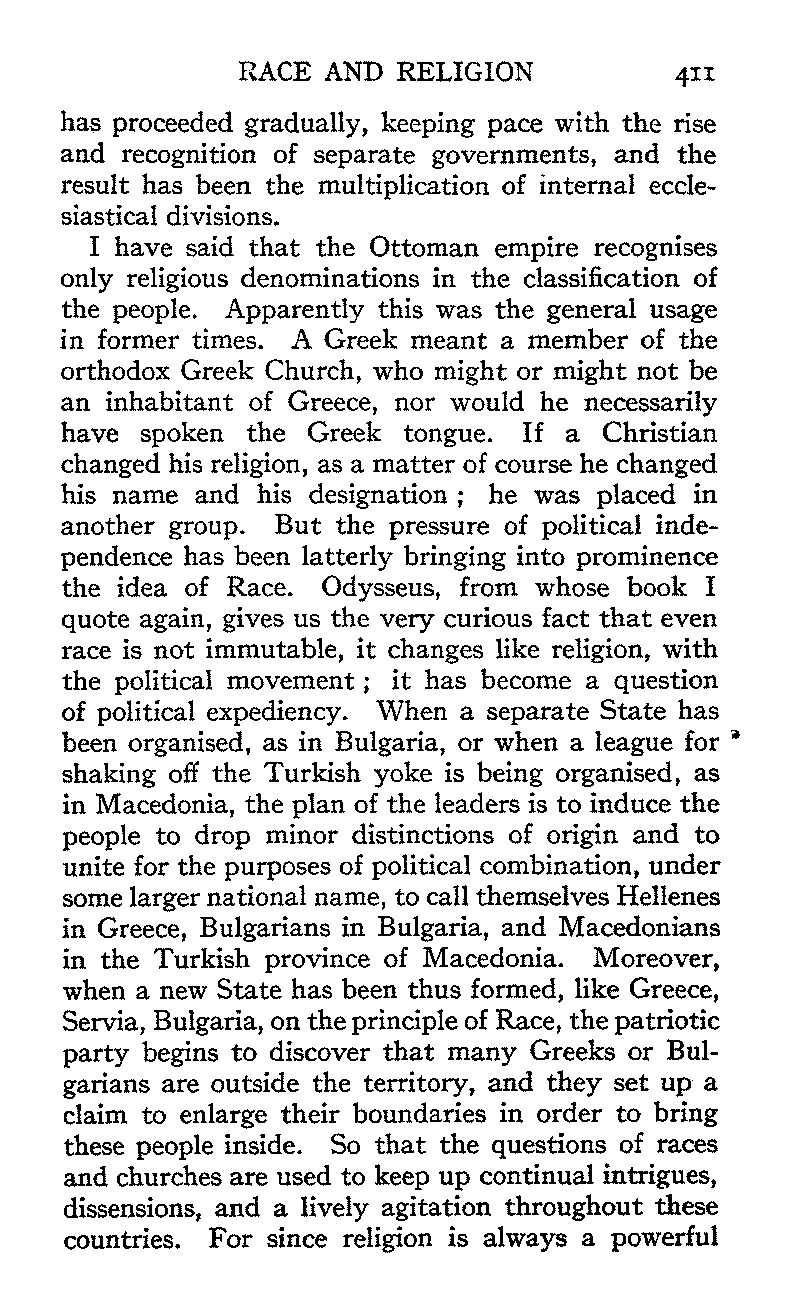 RACE AND RELIGION 411
has proceeded gradually, keeping pace with the rise
and recognition of separate governments, and the
result has been the multiplication of internal eccle-
siastical divisions.
I have said that the Ottoman empire recognises
only religious denominations in the classification of
the people. Apparently this was the general usage
in former times. A Greek meant a member of the
orthodox Greek Church, who might or might not be
an inhabitant of Greece, nor would he necessarily
have spoken the Greek tongue. If a Christian
changed his religion, as a matter of course he changed
his name and his designation ; he was placed in
another group. But the pressure of political inde-
pendence has been latterly bringing into prominence
the idea of Race. Odysseus, from whose book I
quote again, gives us the very curious fact that even
race is not immutable, it changes like religion, with
the political movement ; it has become a question
of political expediency. When a separate State has
been organised, as in Bulgaria, or when a league for
shaking off the Turkish yoke is being organised, as
in Macedonia, the plan of the leaders is to induce the
people to drop minor distinctions of origin and to
unite for the purposes of political combination, under
some larger national name, to call themselves Hellenes
in Greece, Bulgarians in Bulgaria, and Macedonians
in the Turkish province of Macedonia. Moreover,
when a new State has been thus formed, like Greece,
Servia, Bulgaria, on the principle of Race, the patriotic
party begins to discover that many Greeks or Bul-
garians are outside the territory, and they set up a
claim to enlarge their boundaries in order to bring
these people inside. So that the questions of races
and churches are used to keep up continual intrigues,
dissensions, and a lively agitation throughout these
countries. For since religion is always a powerful